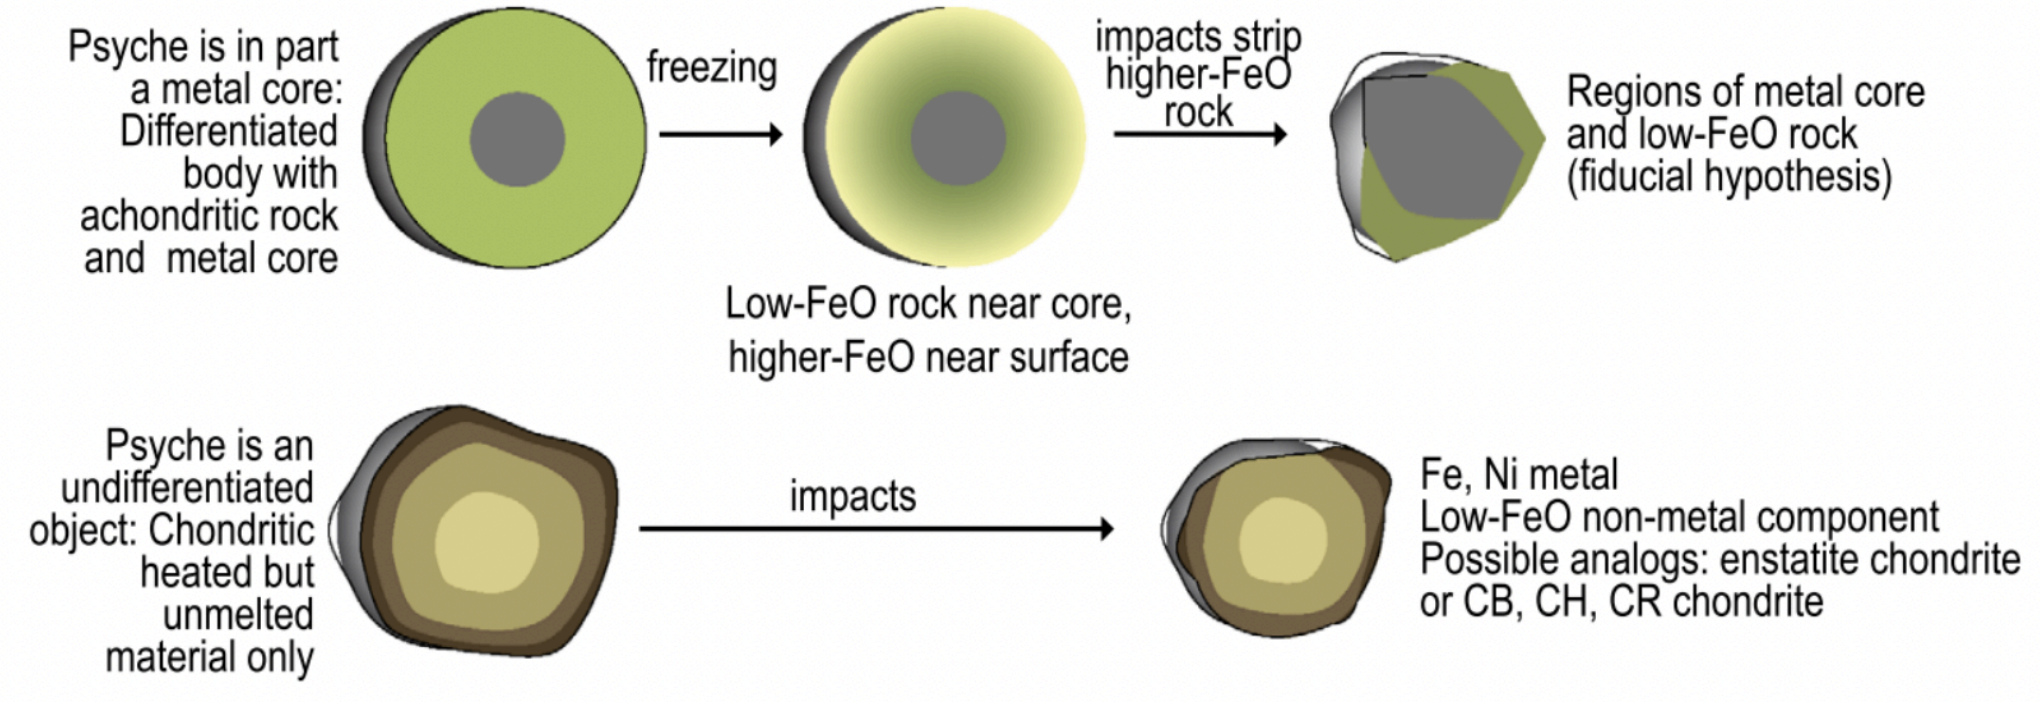 Psyche is in part
a metal core:
Differentiated
body with
achondritic rock
and metal core
freezing
Low-FeO rock near core,
higher-FeO near surface
impacts strip
higher-FeO
rock
Regions of metal core
and low-FeO rock
(fiducial hypothesis)
Psyche is an
undifferentiated
object: Chondritic
heated but
unmelted
material only
impacts
Fe, Ni metal
Low-FeO non-metal component
Possible analogs: enstatite chondrite
or CB, CH, CR chondrite